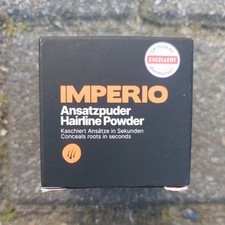 IMPERIO
Ansatzpuder
Hairline Powder
Kaschiert Ansätze in Sekunden
Conceals roots in seconds
EXCELLENT